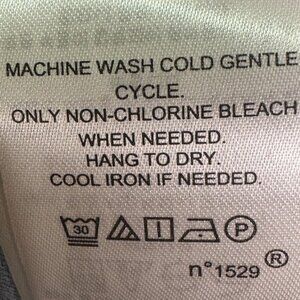 MACHINE WASH COLD GENTLE
CYCLE.
ONLY NON-CHLORINE BLEACH
WHEN NEEDED.
HANG TO DRY.
COOL IRON IF NEEDED.
30 P
n°1529®